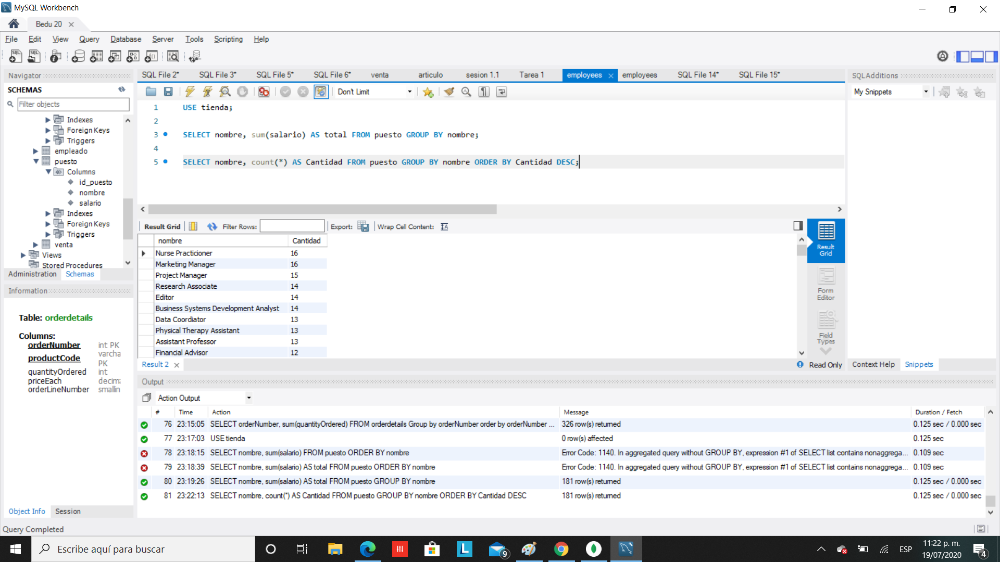 MySQL Workbench
Bedu 20
File Edit View Query Database Server Tools Scripting Help
Navigator
SCHEMAS
Filter objects
Indexes
Foreign Keys
Triggers
empleado
puesto
Columns
id_puesto
nombre
salario
Indexes
Foreign Keys
Triggers
venta
Views
Stored Procedures
Administration Schemas
Information
Table: orderdetails
Columns:
orderNumber int PK
productCode varcha
PK
quantityOrdered int
priceEach decima
orderLineNumber smallin
Object Info Session
SQL File 2* SQL File 3* SQL File 5* SQL File 6* venta articulo sesion 1.1 Tarea 1 employees employees SQL File 14* SQL File 15*
Don't Limit
1 USE tienda;
2
3 SELECT nombre, sum(salario) AS total FROM puesto GROUP BY nombre;
4
5 SELECT nombre, count(*) AS Cantidad FROM puesto GROUP BY nombre ORDER BY Cantidad DESC;
Result Grid Filter Rows: Export: Wrap Cell Content:
nombre Cantidad
Nurse Practicioner 16
Marketing Manager 16
Project Manager 15
Research Associate 14
Editor 14
Business Systems Development Analyst 14
Data Coordiator 13
Physical Therapy Assistant 13
Assistant Professor 13
Financial Advisor 12
Result Grid
Form Editor
Field Types
Result 2
Read Only
SQLAdditions
My Snippets
Context Help Snippets
Output
Action Output
# Time Action Message Duration / Fetch
76 23:15:05 SELECT orderNumber, sum(quantityOrdered) FROM orderdetails Group by orderNumber order by orderNumber ... 326 row(s) returned 0.125 sec / 0.000 sec
77 23:17:03 USE tienda 0 row(s) affected 0.125 sec
78 23:18:15 SELECT nombre, sum(salario) FROM puesto ORDER BY nombre Error Code: 1140. In aggregated query without GROUP BY, expression #1 of SELECT list contains nonaggrega... 0.109 sec
79 23:18:39 SELECT nombre, sum(salario) AS total FROM puesto ORDER BY nombre Error Code: 1140. In aggregated query without GROUP BY, expression #1 of SELECT list contains nonaggrega... 0.109 sec
80 23:19:26 SELECT nombre, sum(salario) AS total FROM puesto GROUP BY nombre 181 row(s) returned 0.125 sec / 0.000 sec
81 23:22:13 SELECT nombre, count(*) AS Cantidad FROM puesto GROUP BY nombre ORDER BY Cantidad DESC 181 row(s) returned 0.125 sec / 0.000 sec
Query Completed
Escribe aquí para buscar
9
ESP
11:22 p. m.
19/07/2020
4